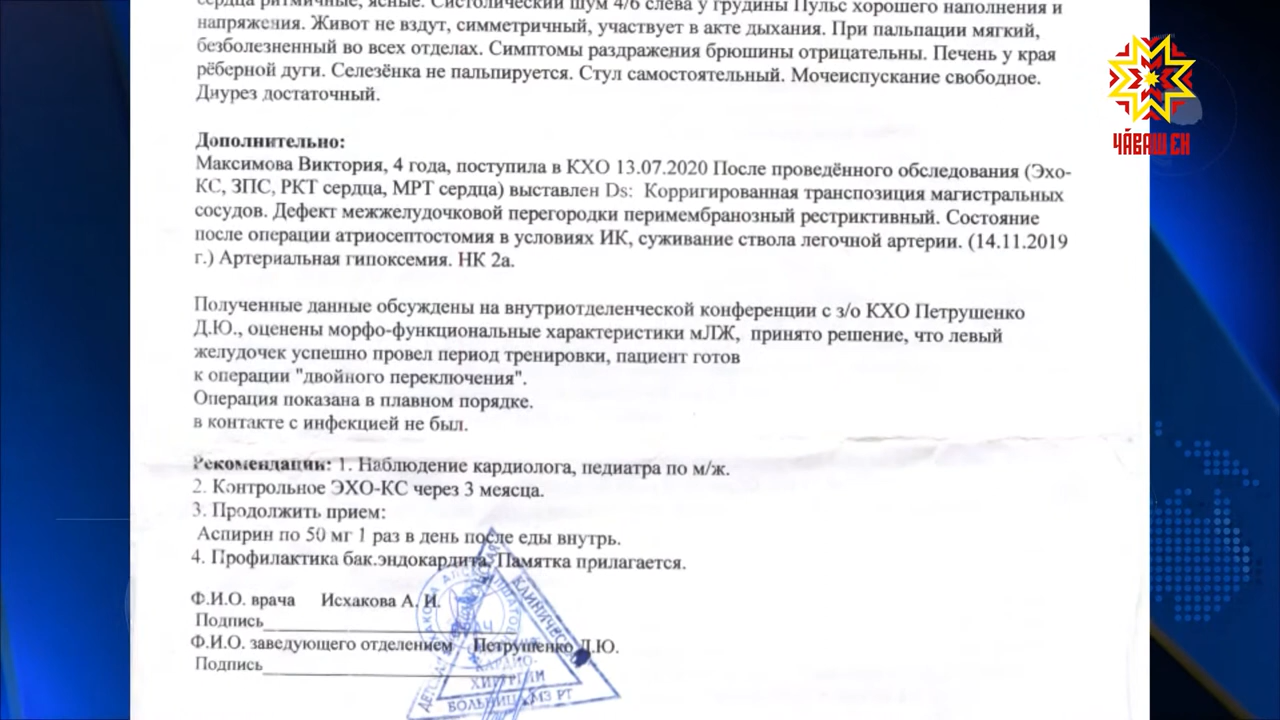 сердца ритмичные, ясные. Систолический шум 4/6 слева у грудины Пульс хорошего наполнения и
напряжения. Живот не вздут, симметричный, участвует в акте дыхания. При пальпации мягкий,
безболезненный во всех отделах. Симптомы раздражения брюшины отрицательны. Печень у края
рёберной дуги. Селезёнка не пальпируется. Стул самостоятельный. Мочеиспускание свободное.
Диурез достаточный.
ЧӐВАШ ЕН
Дополнительно:
Максимова Виктория, 4 года, поступила в КХО 13.07.2020 После проведённого обследования (Эхо-
КС, ЗПС, РКТ сердца, МРТ сердца) выставлен Ds: Корригированная транспозиция магистральных
сосудов. Дефект межжелудочковой перегородки перимембранозный рестриктивный. Состояние
после операции атриосептостомия в условиях ИК, суживание ствола легочной артерии. (14.11.2019
г.) Артериальная гипоксемия. НК 2а.
Полученные данные обсуждены на внутриотделенческой конференции с з/о КХО Петрушенко
Д.Ю., оценены морфо-функциональные характеристики мЛЖ, принято решение, что левый
желудочек успешно провел период тренировки, пациент готов
к операции "двойного переключения".
Операция показана в плавном порядке.
в контакте с инфекцией не был.
Рекомендации: 1. Наблюдение кардиолога, педиатра по м/ж.
2. Контрольное ЭХО-КС через 3 меясца.
3. Продолжить прием:
Аспирин по 50 мг 1 раз в день после еды внутрь.
4. Профилактика бак.эндокардита. Памятка прилагается.
Ф.И.О. врача Исхакова А. И.
Подпись
Ф.И.О. заведующего отделением Петрушенко Д.Ю.
Подпись
КАРДИО-
ХИРУРГИИ
БОЛЬНИЦА МЗ РТ